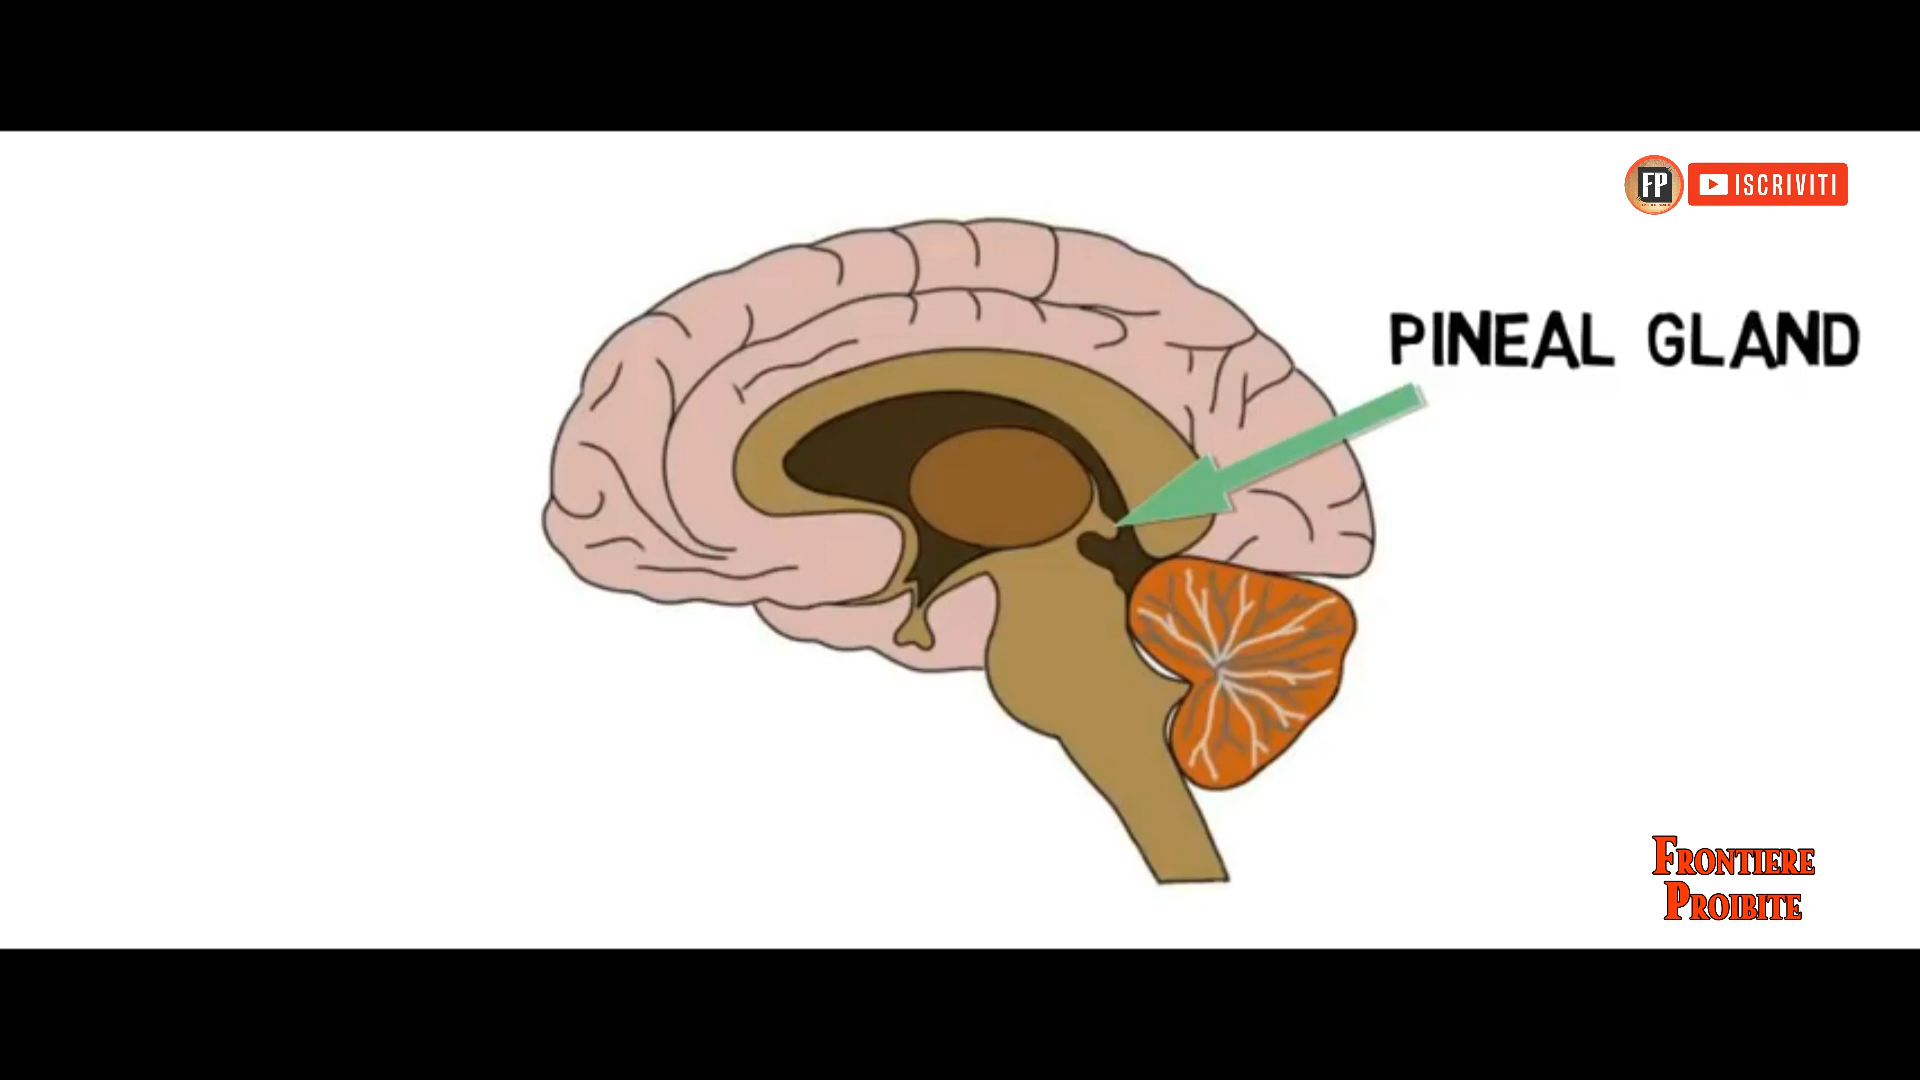 FP
ISCRIVITI
PINEAL GLAND
FRONTIERE
PROIBITE